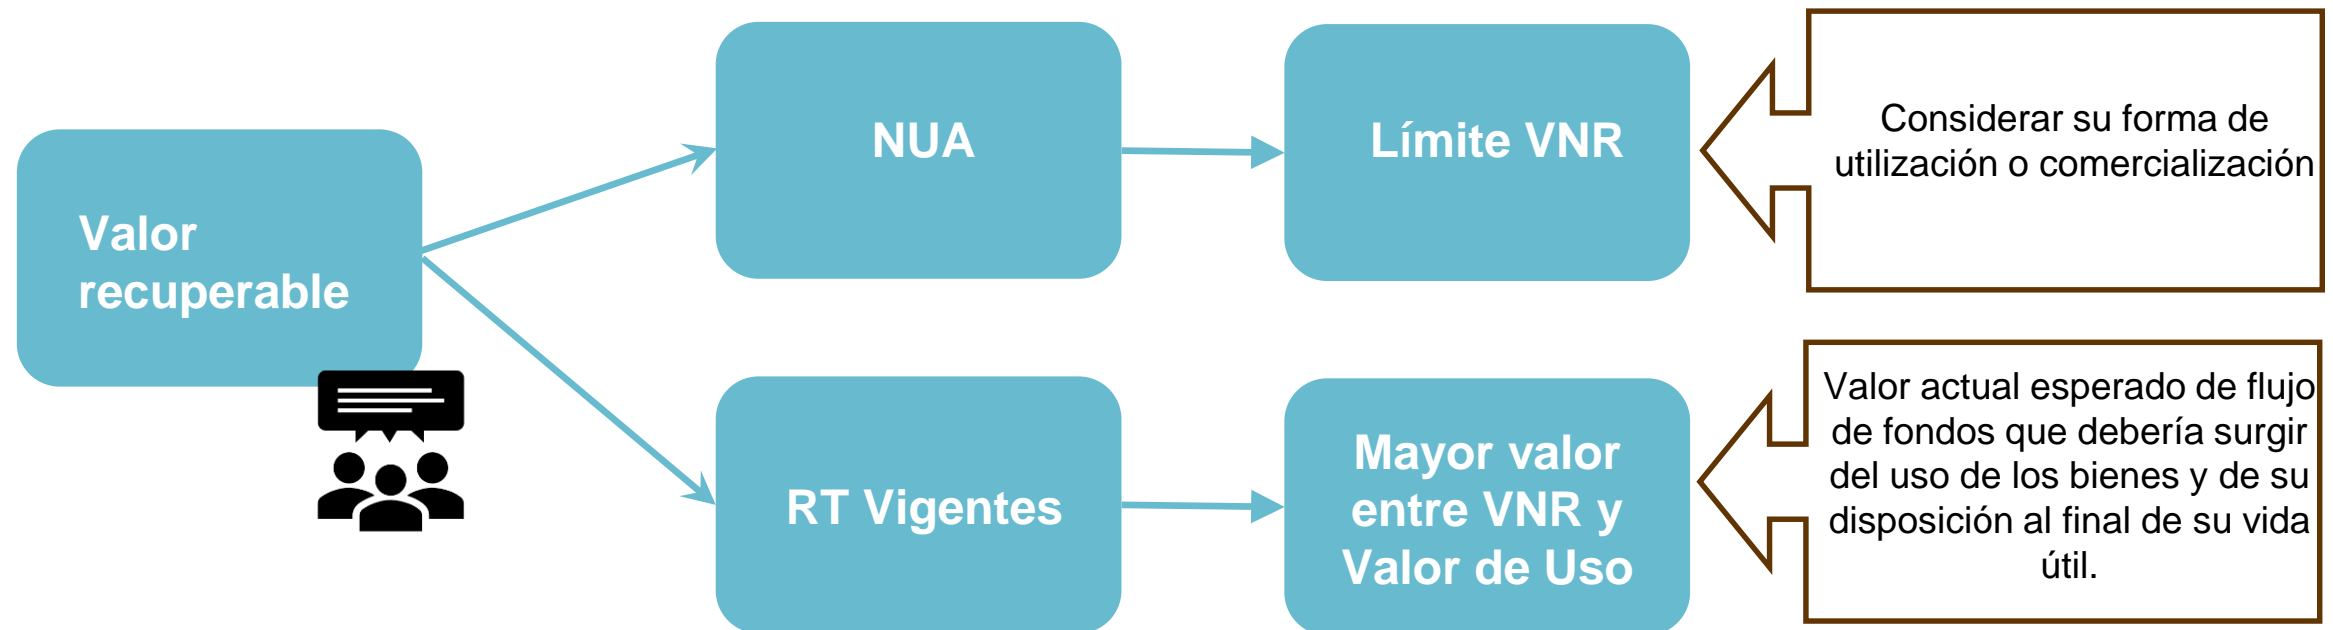 Valor
recuperable
NUA
Límite VNR
Considerar su forma de
utilización o comercialización
RT Vigentes
Mayor valor
entre VNR y
Valor de Uso
Valor actual esperado de flujo
de fondos que debería surgir
del uso de los bienes y de su
disposición al final de su vida
útil.